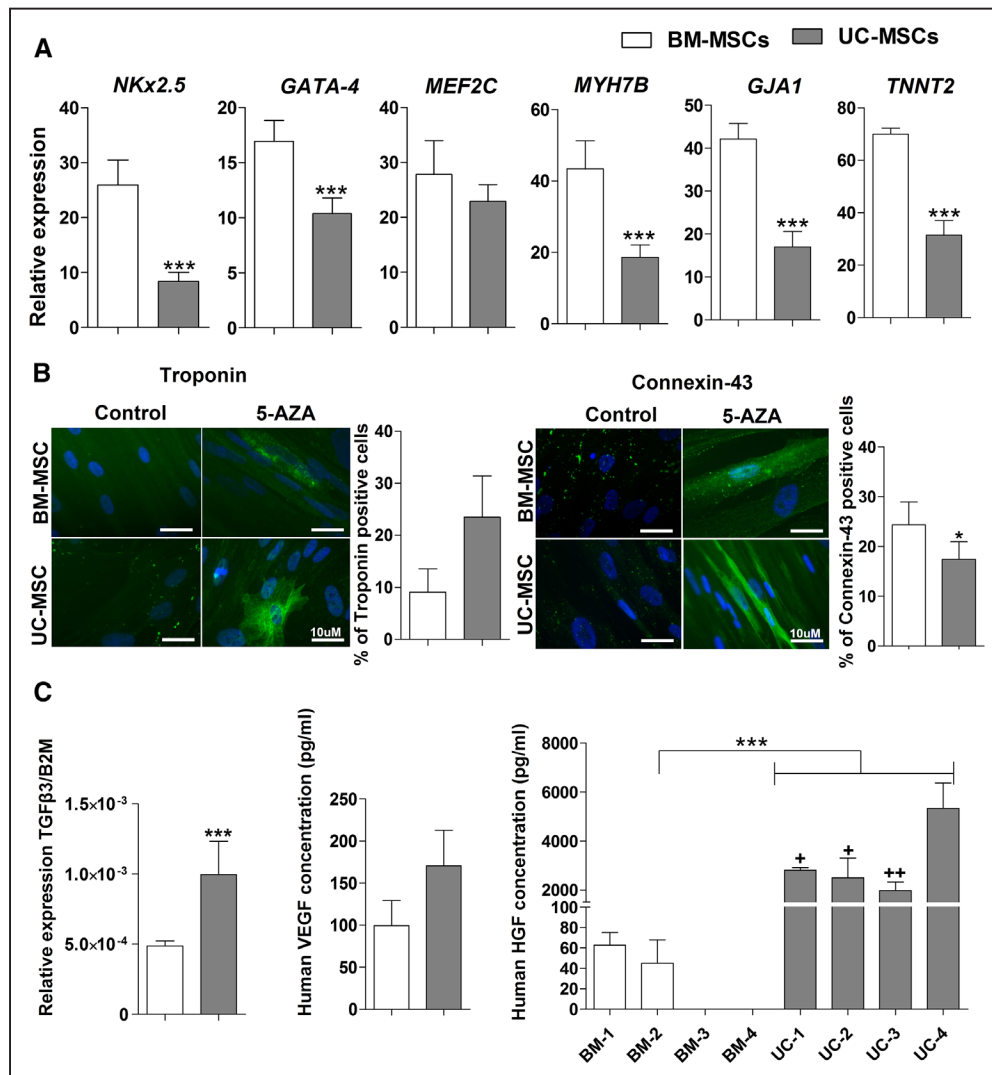 A
BM-MSCs UC-MSCs
NKx2.5 GATA-4 MEF2C MYH7B GJA1 TNNT2
Relative expression
40
30
20
10
0
***
20
15
10
5
0
***
40
30
20
10
0
60
40
20
0
***
50
40
30
20
10
0
***
80
60
40
20
0
***
B
Troponin
Control 5-AZA
BM-MSC
UC-MSC
10uM
% of Troponin positive cells
40
30
20
10
0
Connexin-43
Control 5-AZA
BM-MSC
UC-MSC
10uM
% of Connexin-43 positive cells
40
30
20
10
0
*
C
Relative expression TGFβ3/B2M
1.5×10-3
1.0×10-3
5.0×10-4
0
***
Human VEGF concentration (pg/ml)
250
200
150
100
50
0
Human HGF concentration (pg/ml)
8000
6000
4000
2000
100
80
60
40
20
0
***
+ + ++
BM-1 BM-2 BM-3 BM-4 UC-1 UC-2 UC-3 UC-4